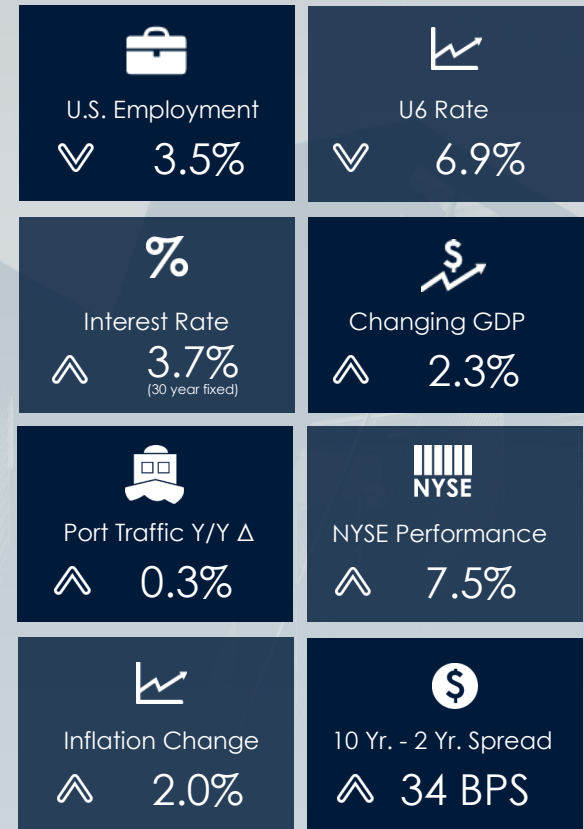 U.S. Employment
3.5%
U6 Rate
6.9%
%
Interest Rate
3.7%
(30 year fixed)
$
Changing GDP
2.3%
Port Traffic Y/Y Δ
0.3%
NYSE
NYSE Performance
7.5%
Inflation Change
2.0%
$
10 Yr. - 2 Yr. Spread
34 BPS